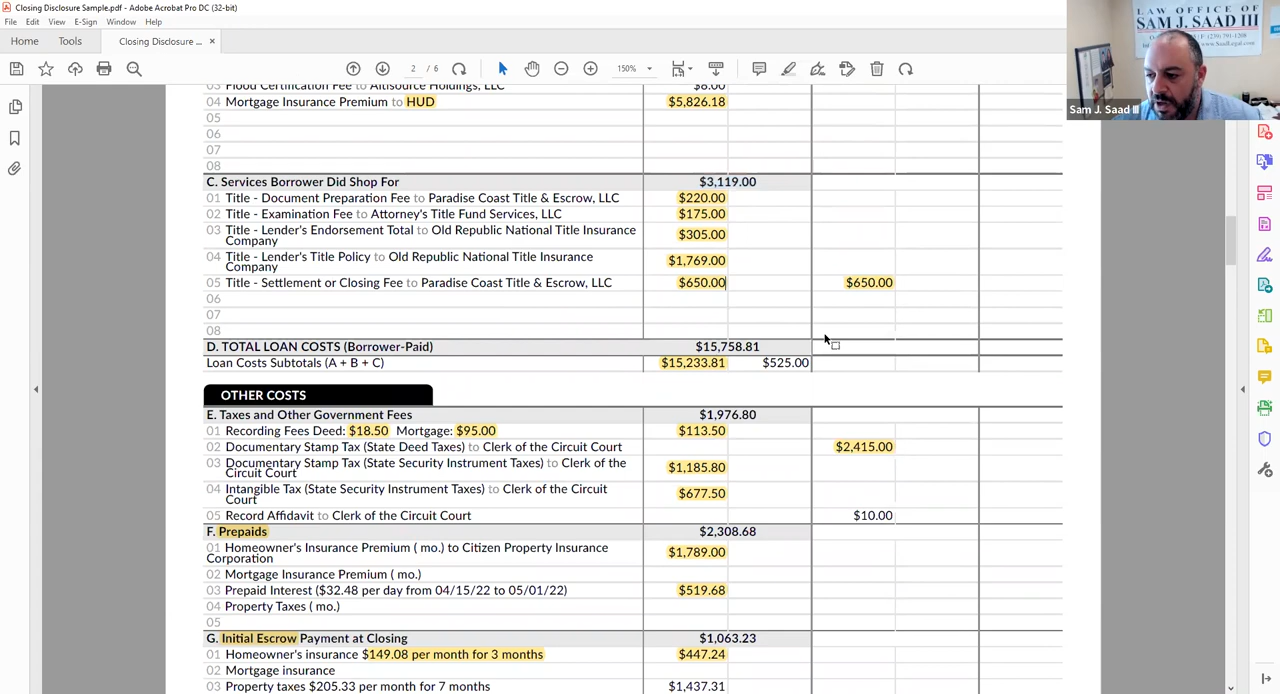 Closing Disclosure Sample.pdf - Adobe Acrobat Pro DC (32-bit)
File Edit View E-Sign Window Help
Home Tools Closing Disclosure ... ×
2 / 6 150%
LAW OFFICE OF
SAM J. SAAD III
Sam J. Saad III
03 Flood Certification Fee to Altisource Holdings, LLC $8.00
04 Mortgage Insurance Premium to HUD $5,826.18
05
06
07
08
C. Services Borrower Did Shop For $3,119.00
01 Title - Document Preparation Fee to Paradise Coast Title & Escrow, LLC $220.00
02 Title - Examination Fee to Attorney's Title Fund Services, LLC $175.00
03 Title - Lender's Endorsement Total to Old Republic National Title Insurance
Company $305.00
04 Title - Lender's Title Policy to Old Republic National Title Insurance
Company $1,769.00
05 Title - Settlement or Closing Fee to Paradise Coast Title & Escrow, LLC $650.00 $650.00
06
07
08
D. TOTAL LOAN COSTS (Borrower-Paid) $15,758.81
Loan Costs Subtotals (A + B + C) $15,233.81 $525.00
OTHER COSTS
E. Taxes and Other Government Fees $1,976.80
01 Recording Fees Deed: $18.50 Mortgage: $95.00 $113.50
02 Documentary Stamp Tax (State Deed Taxes) to Clerk of the Circuit Court $2,415.00
03 Documentary Stamp Tax (State Security Instrument Taxes) to Clerk of the
Circuit Court $1,185.80
04 Intangible Tax (State Security Instrument Taxes) to Clerk of the Circuit
Court $677.50
05 Record Affidavit to Clerk of the Circuit Court $10.00
F. Prepaids $2,308.68
01 Homeowner's Insurance Premium ( mo.) to Citizen Property Insurance
Corporation $1,789.00
02 Mortgage Insurance Premium ( mo.)
03 Prepaid Interest ($32.48 per day from 04/15/22 to 05/01/22) $519.68
04 Property Taxes ( mo.)
05
G. Initial Escrow Payment at Closing $1,063.23
01 Homeowner's insurance $149.08 per month for 3 months $447.24
02 Mortgage insurance
03 Property taxes $205.33 per month for 7 months $1,437.31